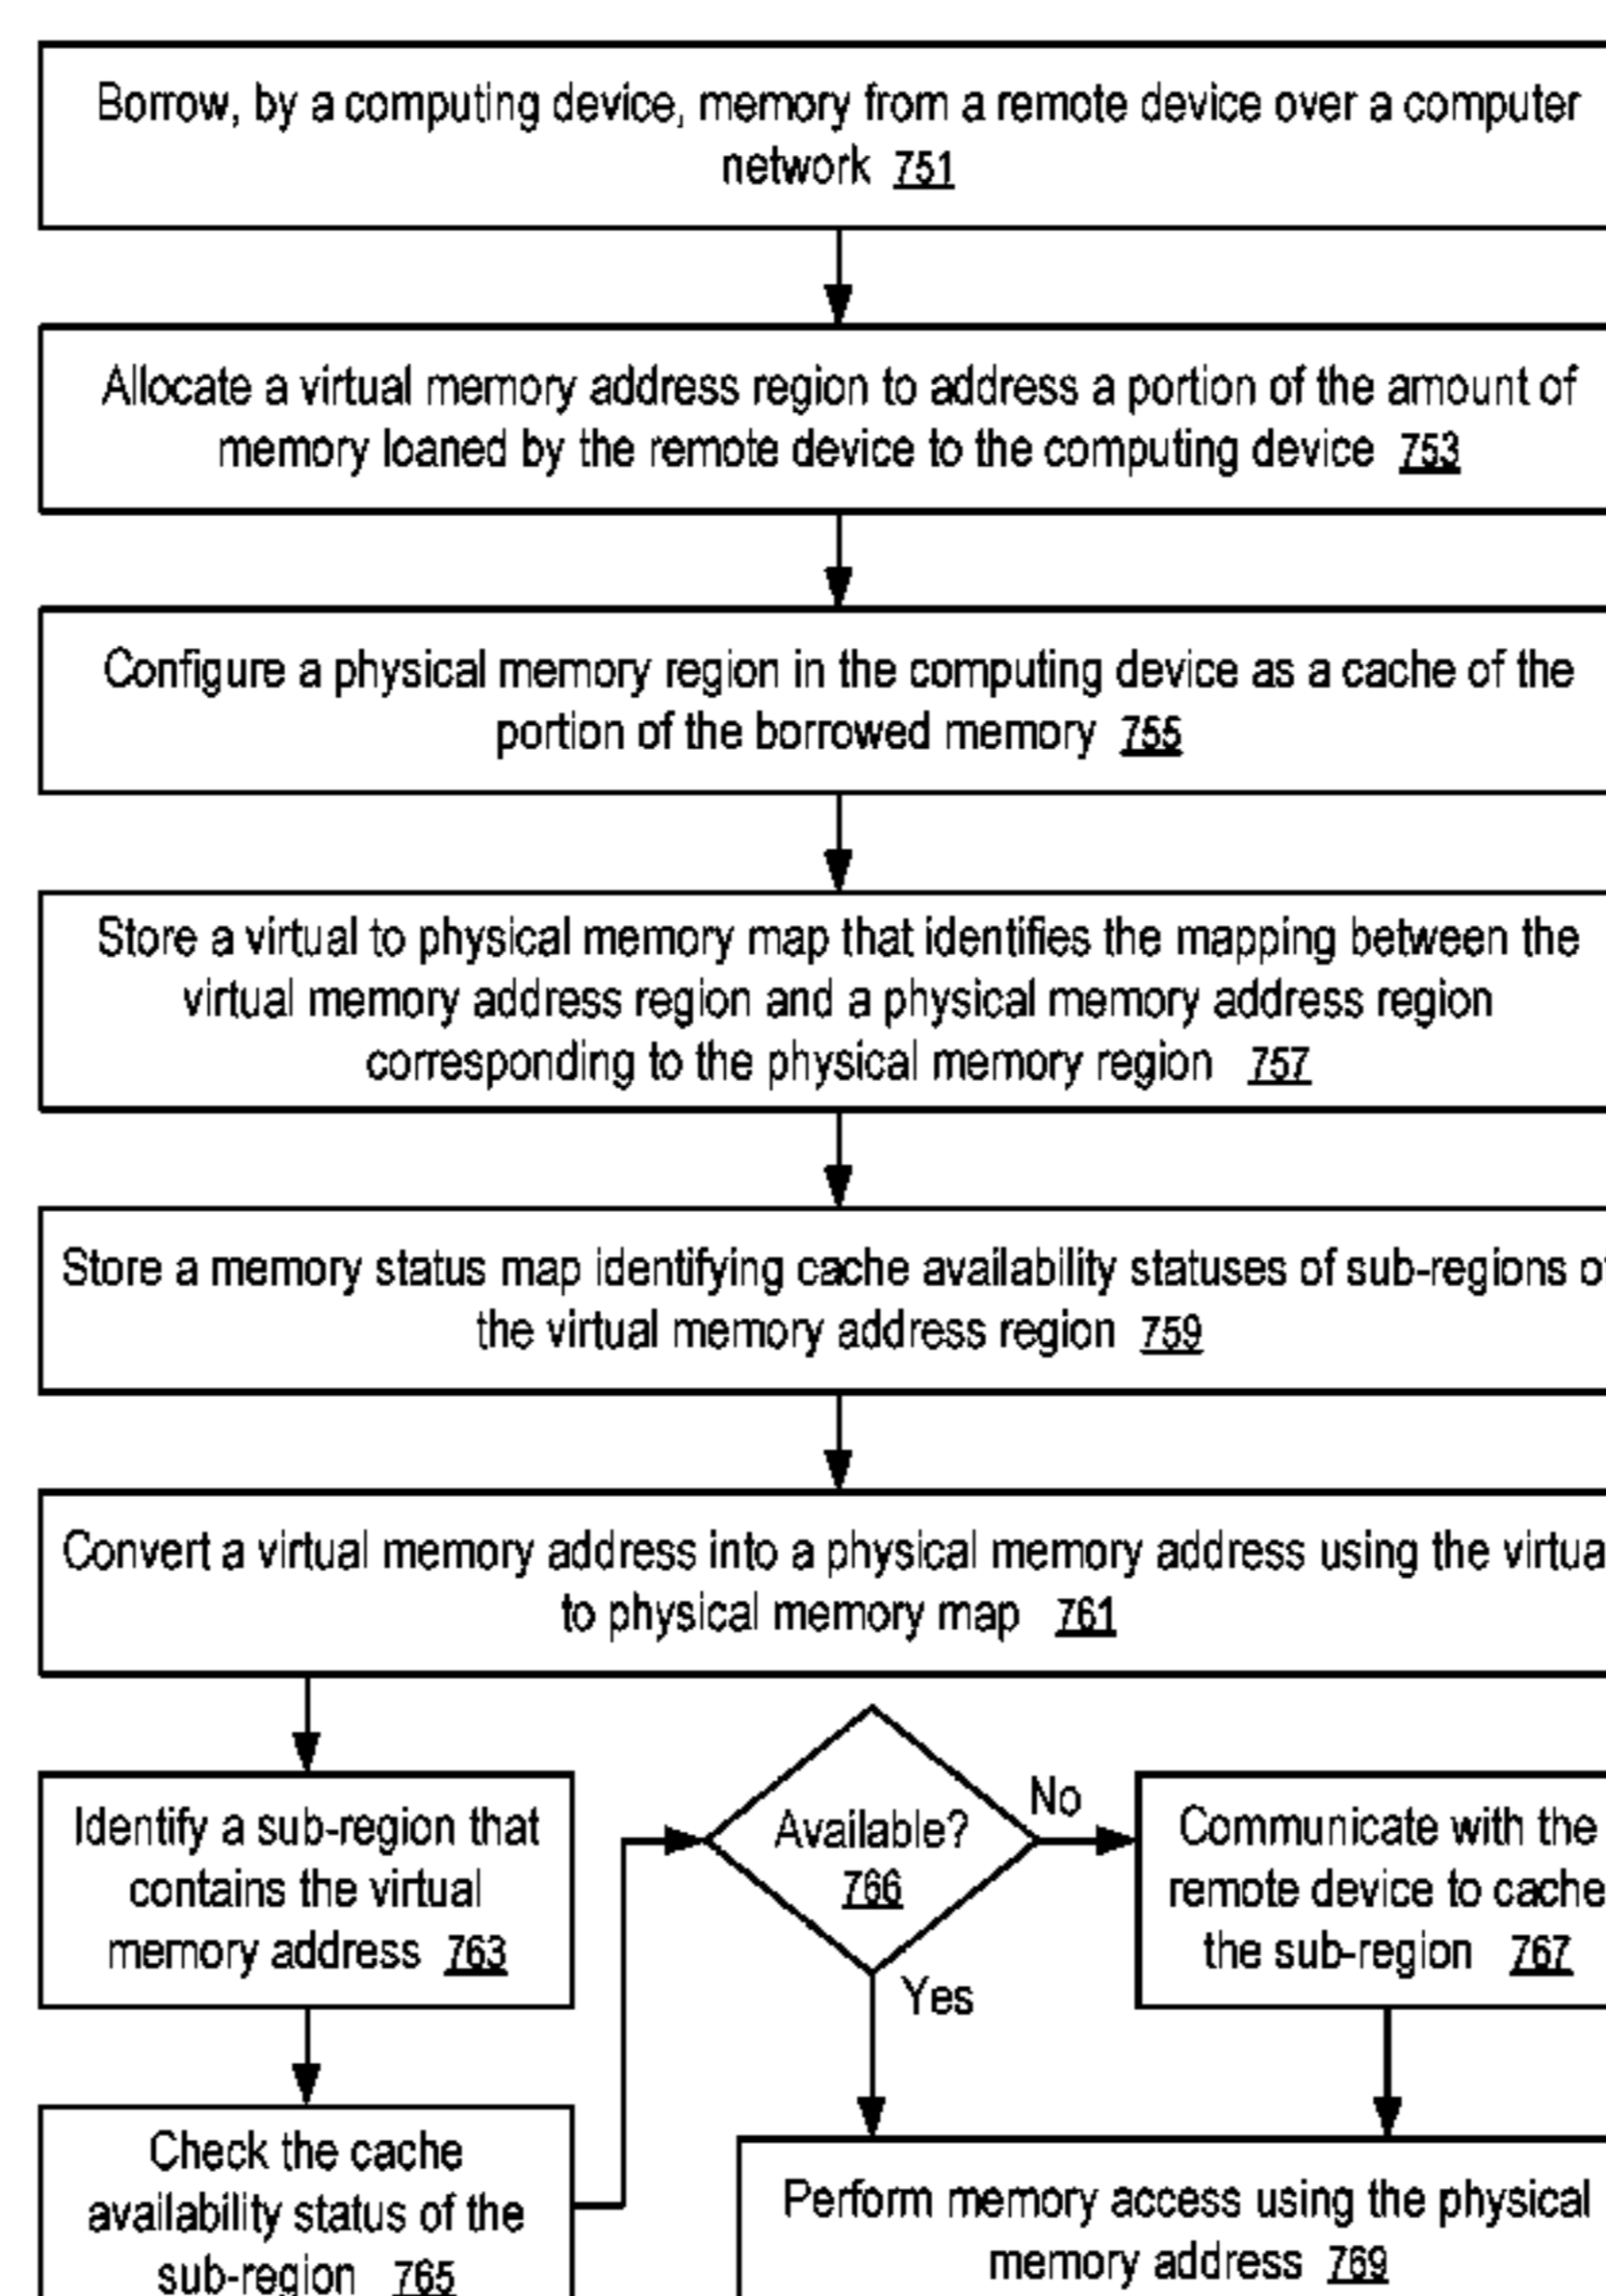 Borrow, by a computing device, memory from a remote device over a computer
network 751
Allocate a virtual memory address region to address a portion of the amount of
memory loaned by the remote device to the computing device 753
Configure a physical memory region in the computing device as a cache of the
portion of the borrowed memory 755
Store a virtual to physical memory map that identifies the mapping between the
virtual memory address region and a physical memory address region
corresponding to the physical memory region 757
Store a memory status map identifying cache availability statuses of sub-regions of
the virtual memory address region 759
Convert a virtual memory address into a physical memory address using the virtua
to physical memory map 761
Identify a sub-region that
contains the virtual
memory address 763
Check the cache
availability status of the
sub-region 765
Available?
766
No
Yes
Communicate with the
remote device to cache
the sub-region 767
Perform memory access using the physical
memory address 769